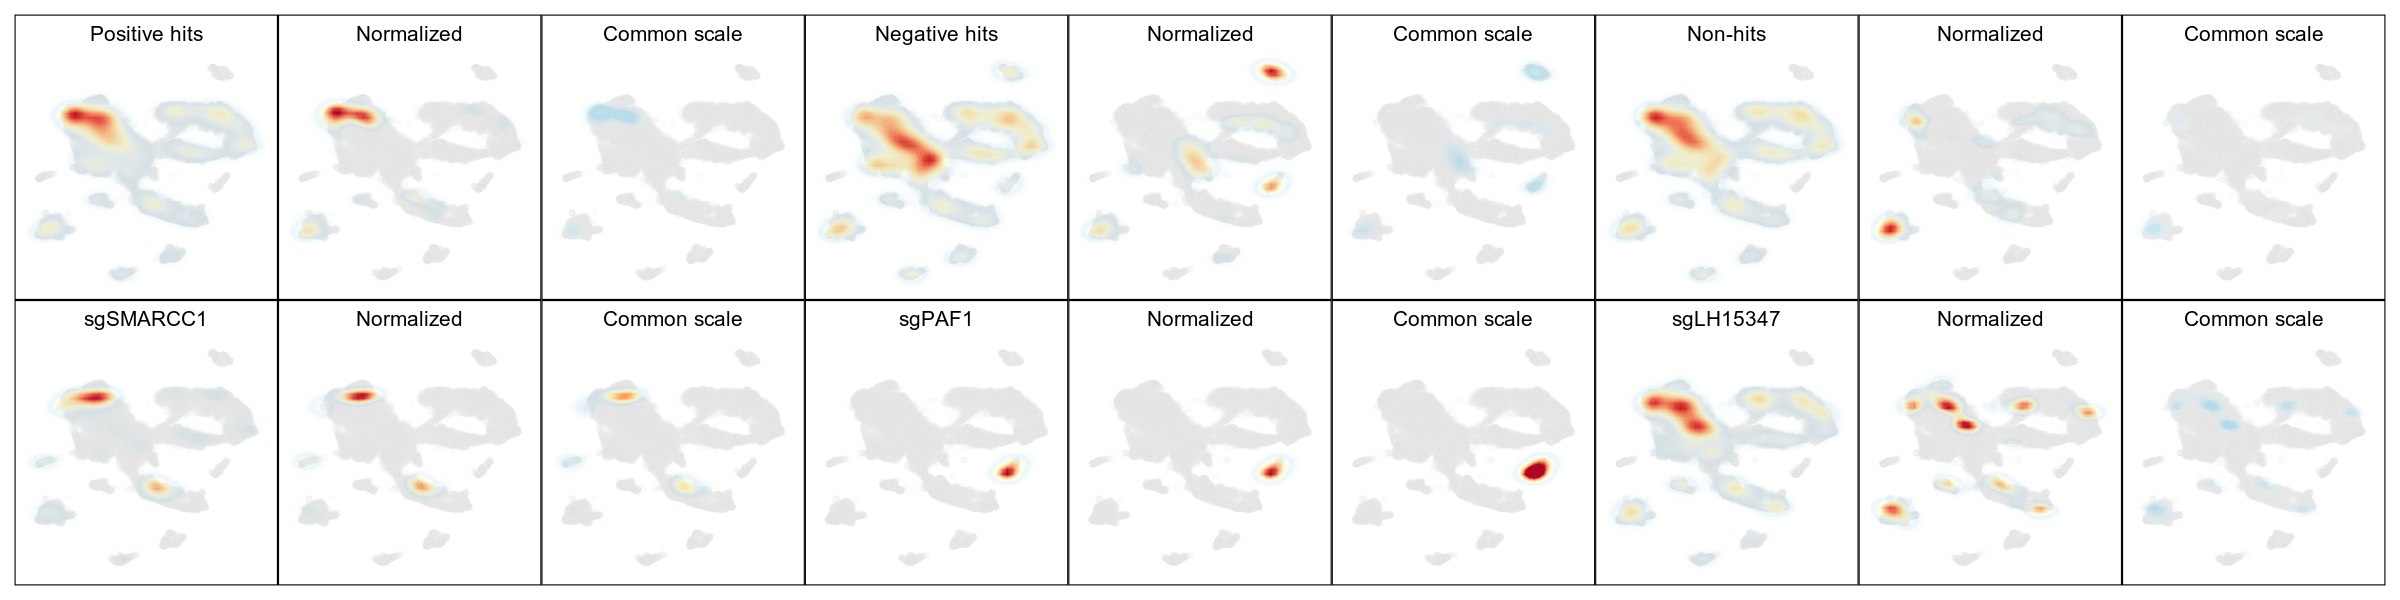 Positive hits
Normalized
Common scale
Negative hits
Normalized
Common scale
Non-hits
Normalized
Common scale
sgSMARCC1
Normalized
Common scale
sgPAF1
Normalized
Common scale
sgLH15347
Normalized
Common scale